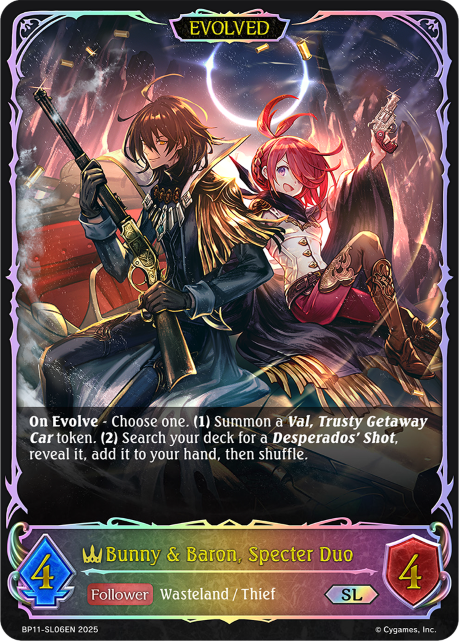 EVOLVED
On Evolve - Choose one. (1) Summon a Val, Trusty Getaway
Car token. (2) Search your deck for a Desperados' Shot,
reveal it, add it to your hand, then shuffle.
Bunny & Baron, Specter Duo
4
Follower Wasteland / Thief SL
4
BP11-SL06EN 2025 © Cygames, Inc.